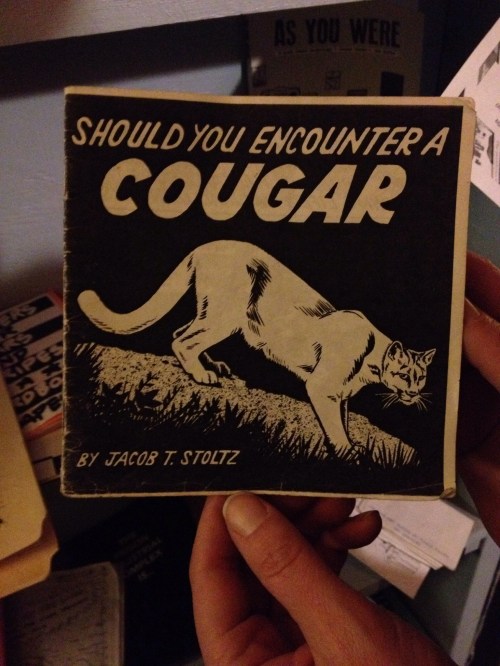 AS YOU WERE
SHOULD YOU ENCOUNTER A
COUGAR
BY JACOB T. STOLTZ